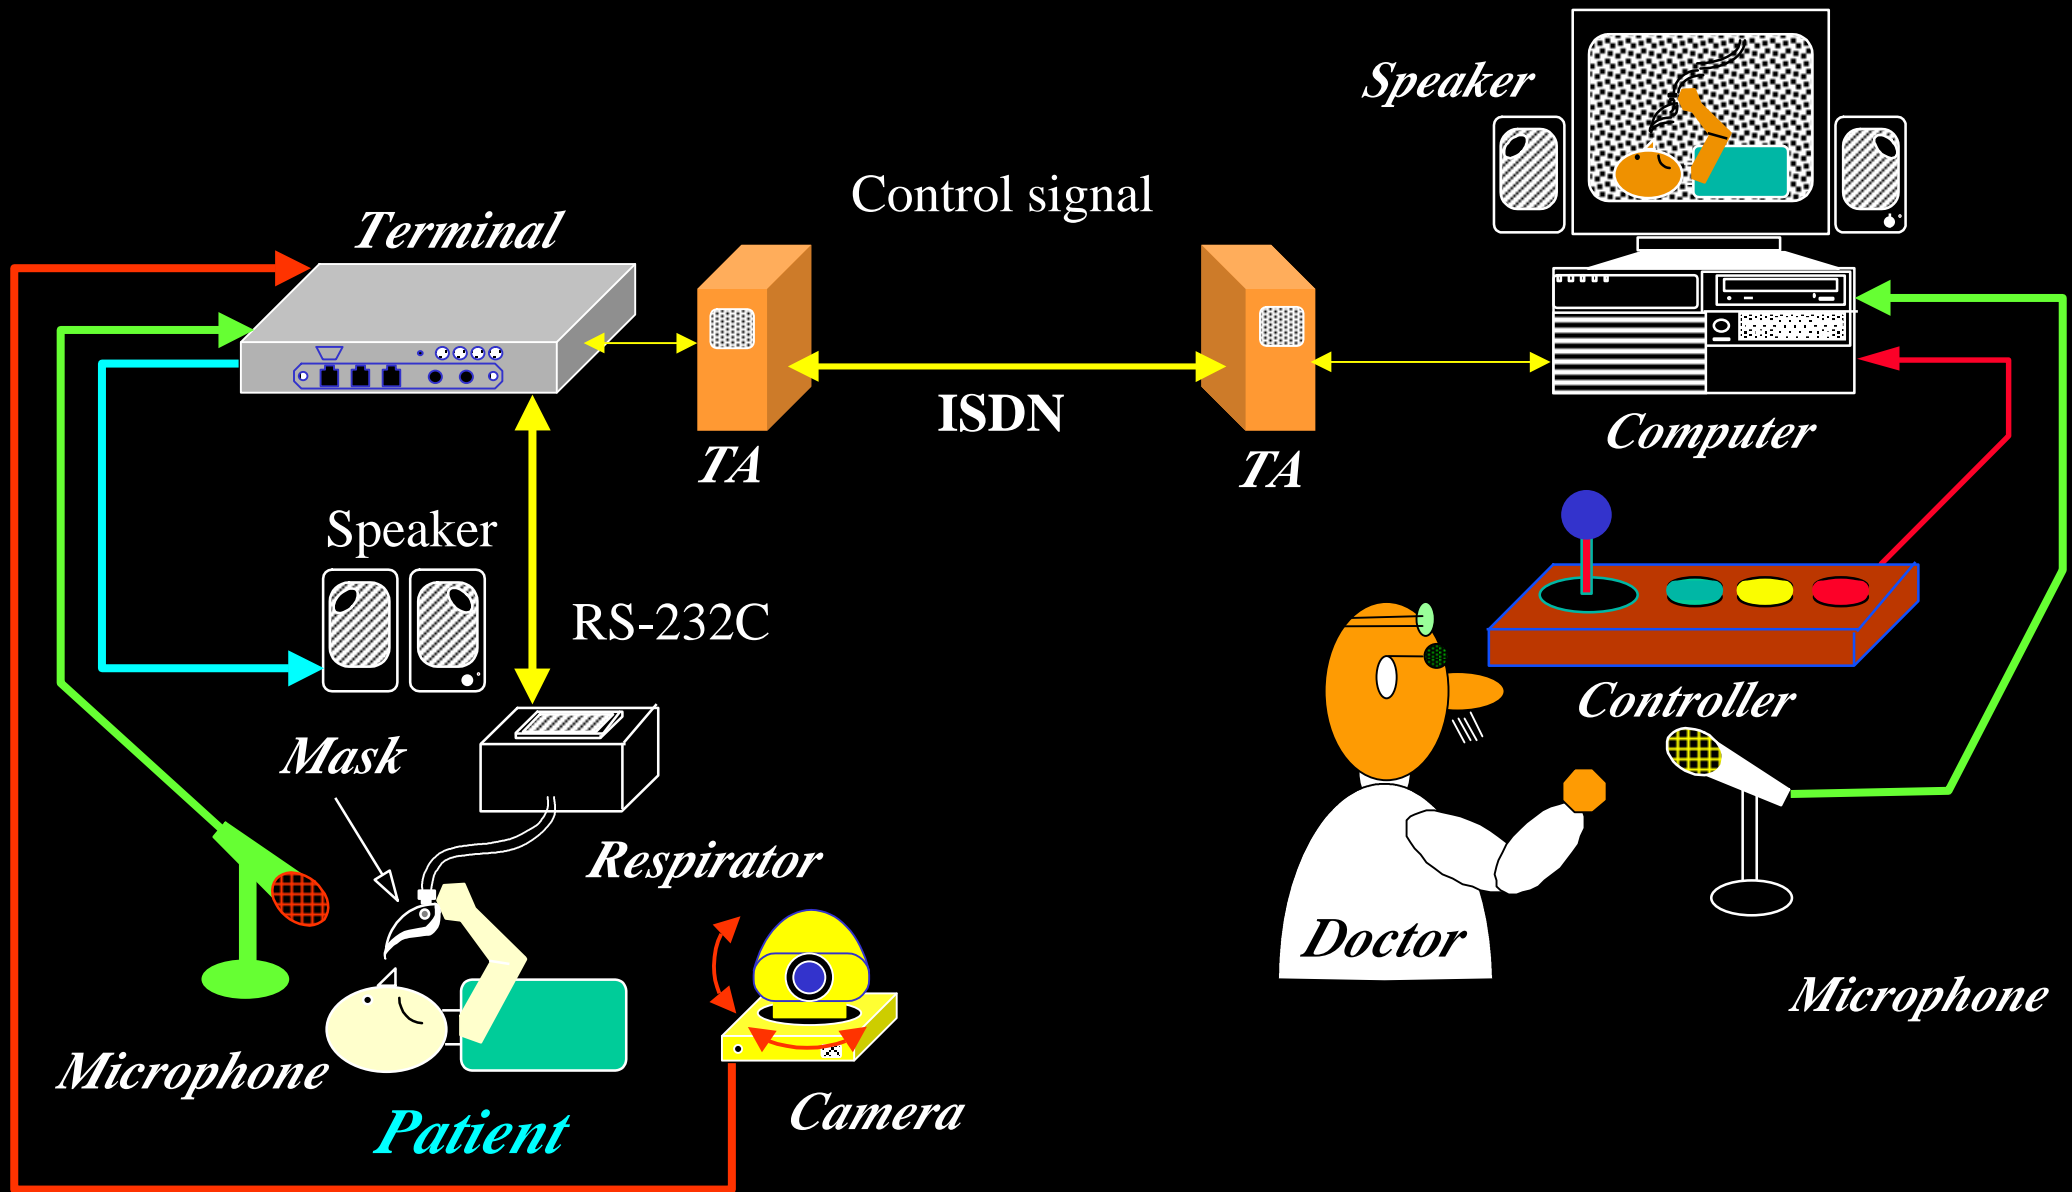 Speaker
Control signal
Terminal
ISDN
Computer
TA
TA
Speaker
RS-232C
Controller
Mask
Respirator
Doctor
Microphone
Microphone
Camera
Patient